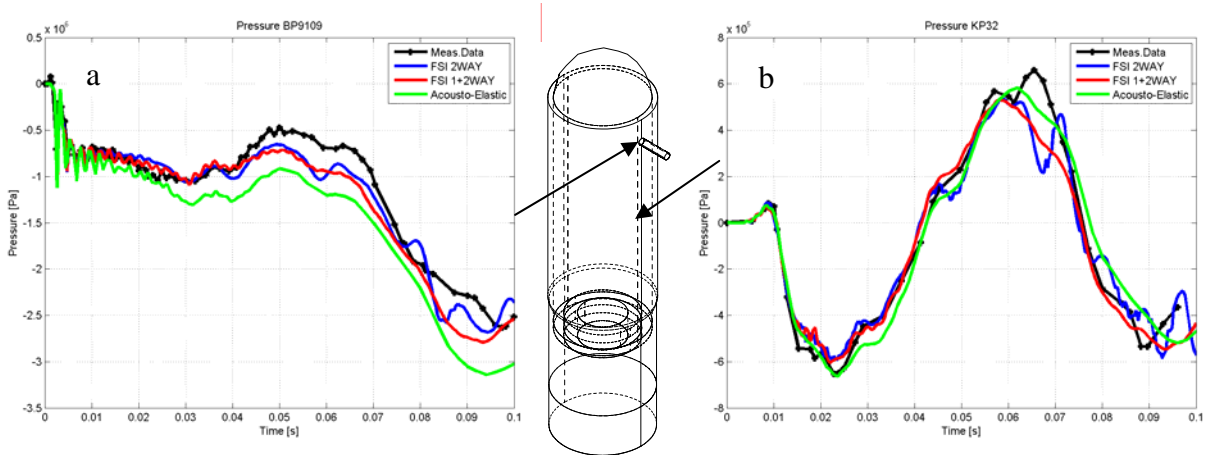 Pressure BP9109
x 10^6
a
Meas.Data
FSI 2WAY
FSI 1+2WAY
Acousto-Elastic
0.5
0
-0.5
-1
-1.5
-2
-2.5
-3
-3.5
Pressure [Pa]
0 0.01 0.02 0.03 0.04 0.05 0.06 0.07 0.08 0.09 0.1
Time [s]
Pressure KP32
x 10^5
b
Meas.Data
FSI 2WAY
FSI 1+2WAY
Acousto-Elastic
8
6
4
2
0
-2
-4
-6
-8
Pressure [Pa]
0 0.01 0.02 0.03 0.04 0.05 0.06 0.07 0.08 0.09 0.1
Time [s]